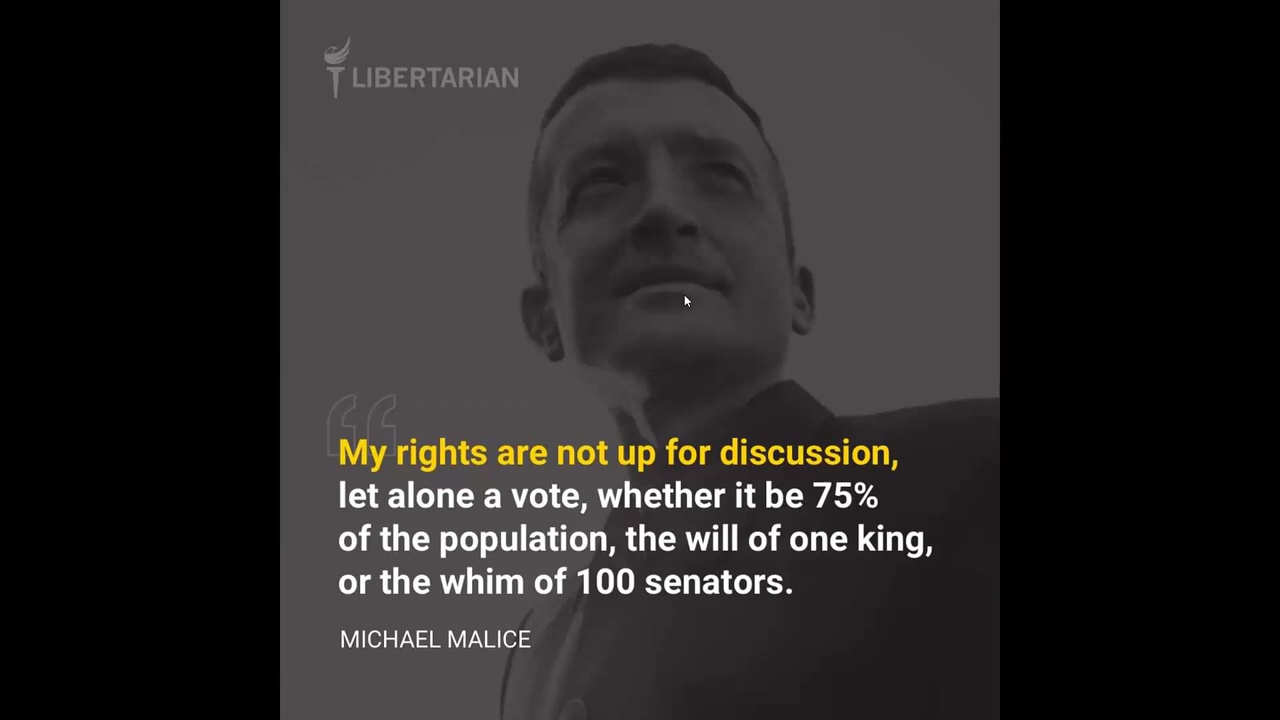 LIBERTARIAN
“
My rights are not up for discussion,
let alone a vote, whether it be 75%
of the population, the will of one king,
or the whim of 100 senators.
MICHAEL MALICE